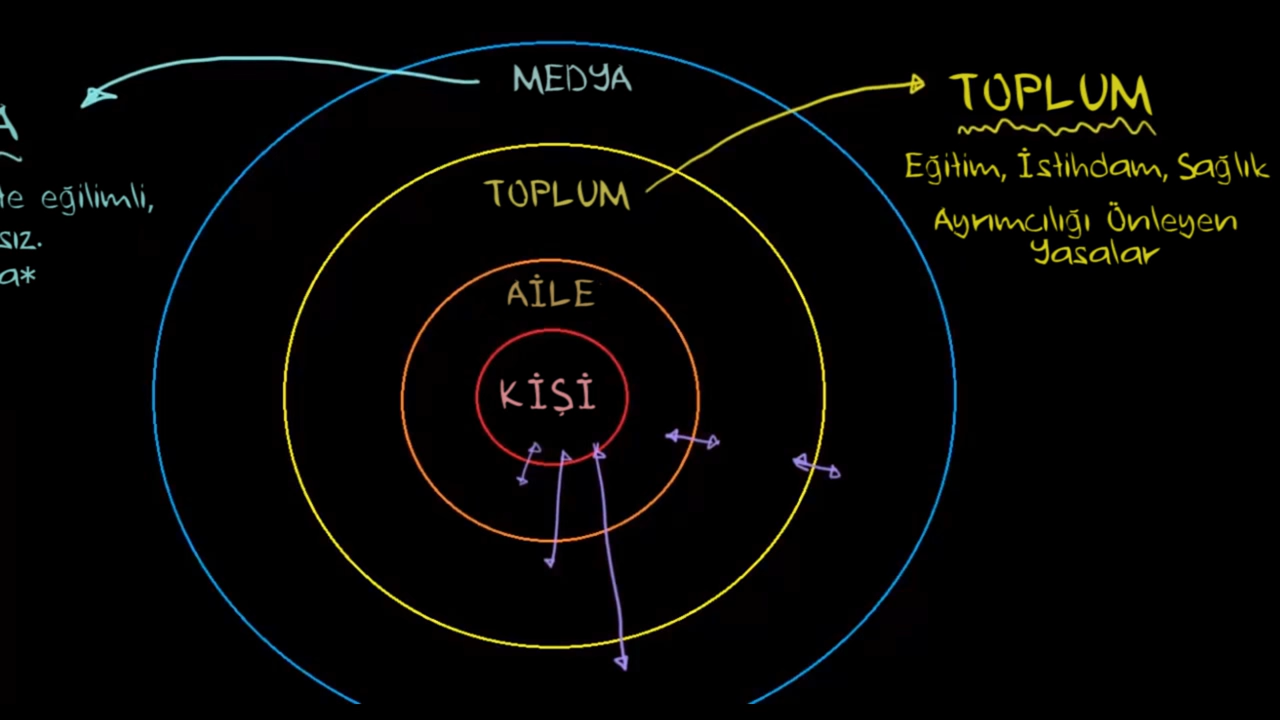 MEDYA
TOPLUM
AİLE
KİŞİ
TOPLUM
Eğitim, İstihdam, Sağlık
Ayrımcılığı Önleyen
Yasalar
eğilimli,